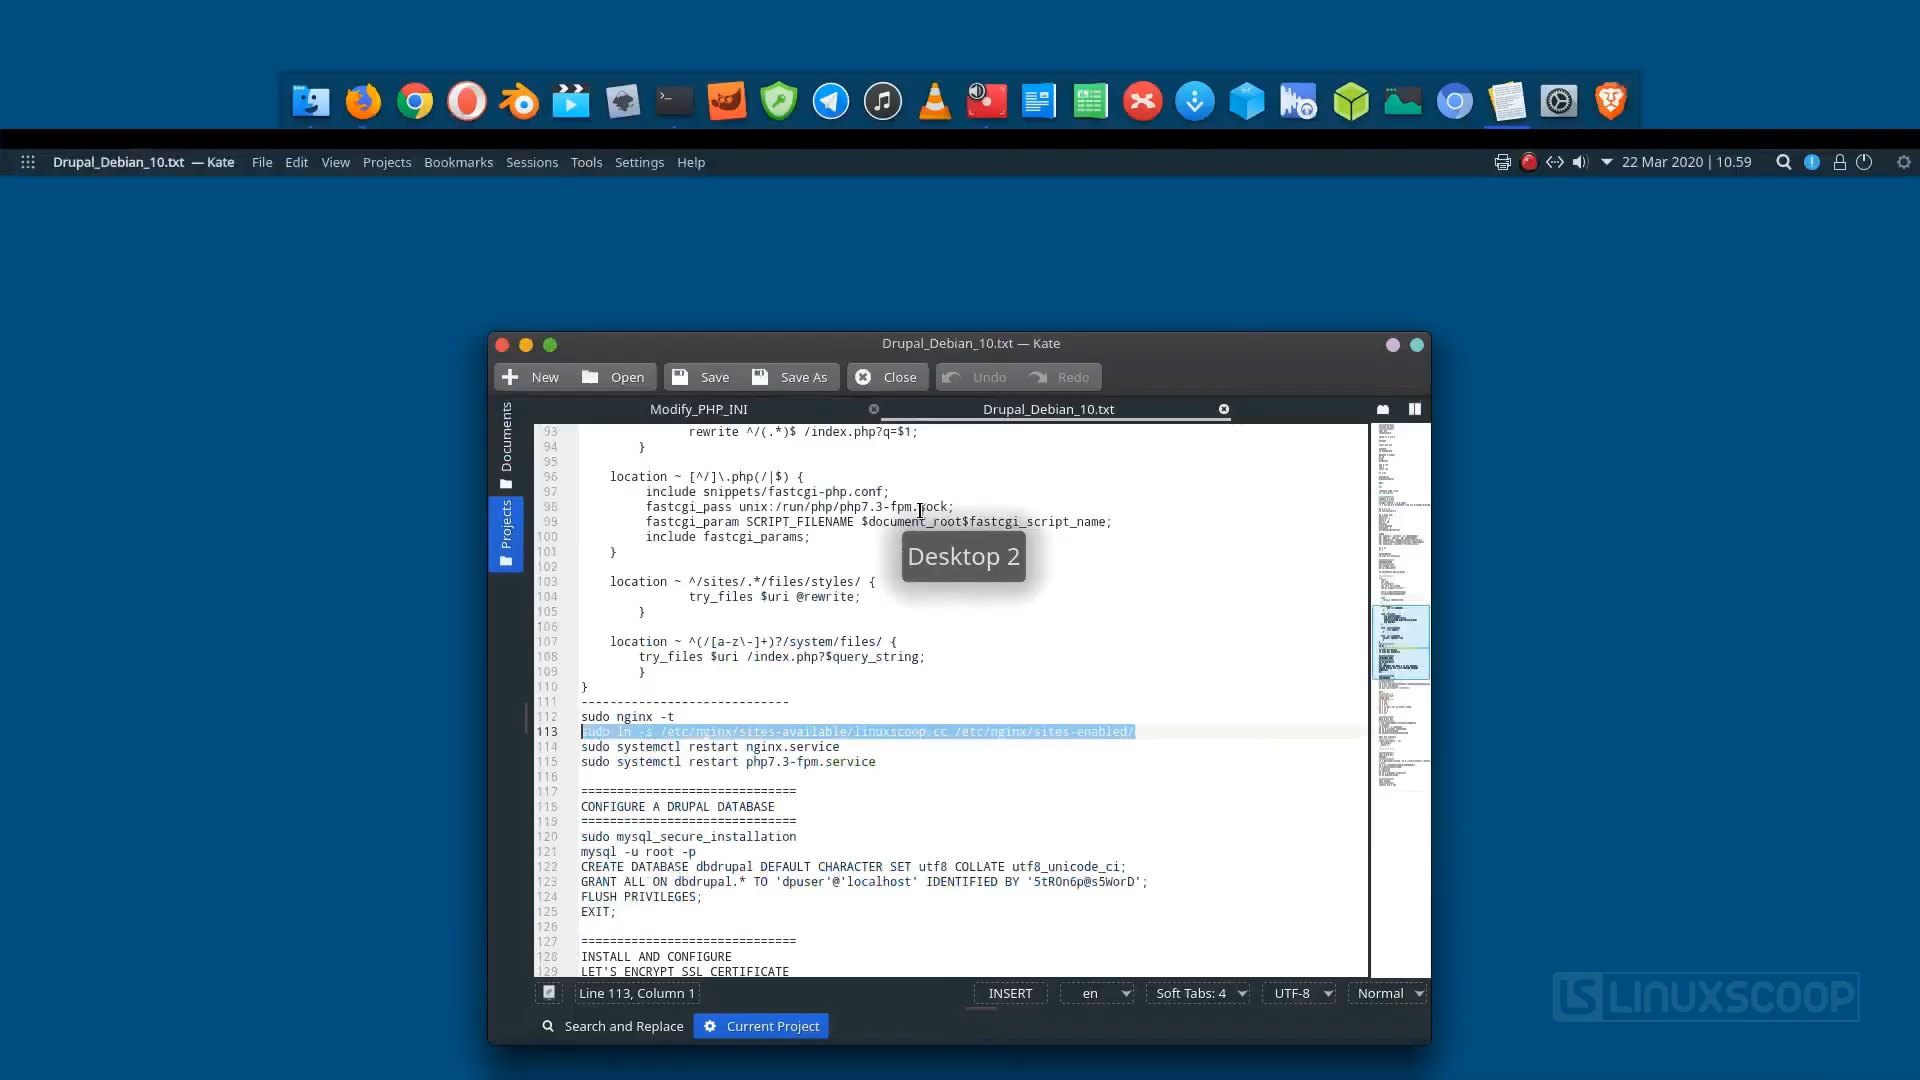 Drupal_Debian_10.txt — Kate File Edit View Projects Bookmarks Sessions Tools Settings Help 22 Mar 2020 | 10.59
Drupal_Debian_10.txt — Kate
New Open Save Save As Close Undo Redo
Modify_PHP_INI Drupal_Debian_10.txt
Documents
Projects
93 rewrite ^/(.*)$ /index.php?q=$1;
94 }
95
96 location ~ [^/]\.php(/|$) {
97 include snippets/fastcgi-php.conf;
98 fastcgi_pass unix:/run/php/php7.3-fpm.sock;
99 fastcgi_param SCRIPT_FILENAME $document_root$fastcgi_script_name;
100 include fastcgi_params;
101 }
102
103 location ~ ^/sites/.*/files/styles/ {
104 try_files $uri @rewrite;
105 }
106
107 location ~ ^(/[a-z\-]+)?/system/files/ {
108 try_files $uri /index.php?$query_string;
109 }
110 }
111 -----------------------------
112 sudo nginx -t
113 sudo ln -s /etc/nginx/sites-available/linuxscoop.cc /etc/nginx/sites-enabled/
114 sudo systemctl restart nginx.service
115 sudo systemctl restart php7.3-fpm.service
116
117 ==============================
118 CONFIGURE A DRUPAL DATABASE
119 ==============================
120 sudo mysql_secure_installation
121 mysql -u root -p
122 CREATE DATABASE dbdrupal DEFAULT CHARACTER SET utf8 COLLATE utf8_unicode_ci;
123 GRANT ALL ON dbdrupal.* TO 'dpuser'@'localhost' IDENTIFIED BY '5tR0n6p@s5WorD';
124 FLUSH PRIVILEGES;
125 EXIT;
126
127 ==============================
128 INSTALL AND CONFIGURE
129 LET'S ENCRYPT SSL CERTIFICATE
Desktop 2
Line 113, Column 1 INSERT en Soft Tabs: 4 UTF-8 Normal
Search and Replace Current Project
LS LINUXSCOOP